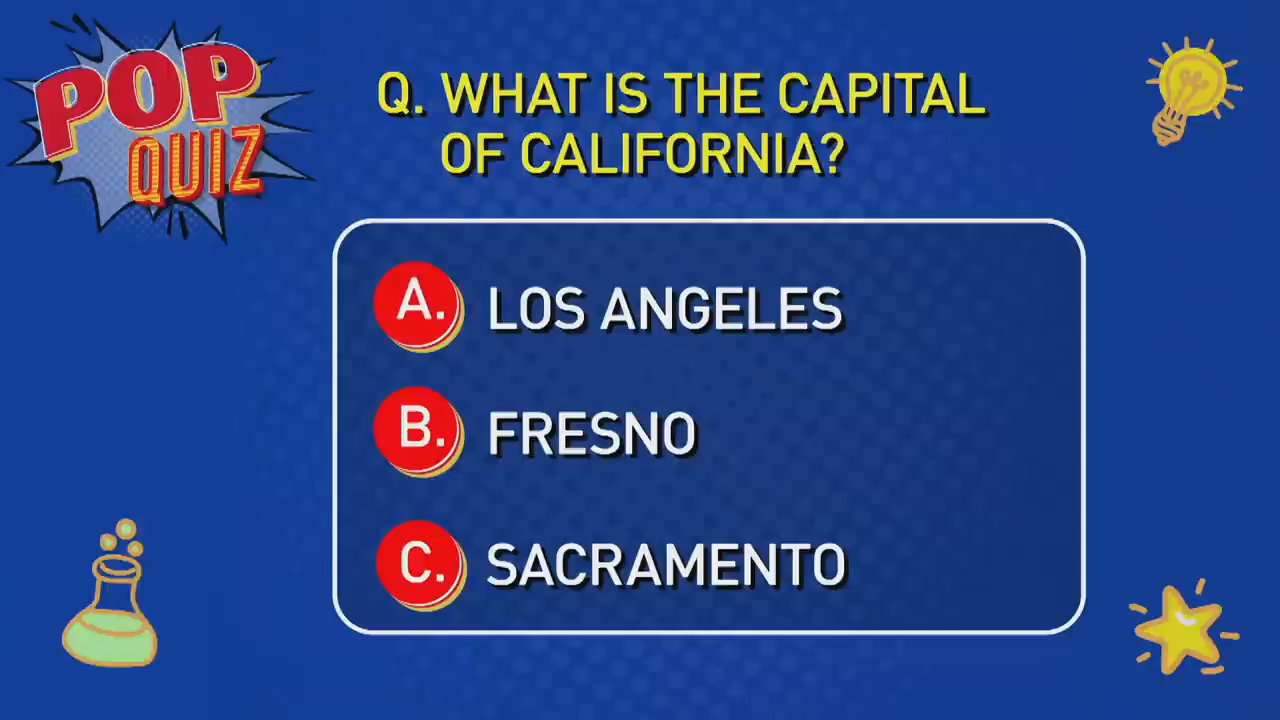 POP
QUIZ
Q. WHAT IS THE CAPITAL
OF CALIFORNIA?
A. LOS ANGELES
B. FRESNO
C. SACRAMENTO